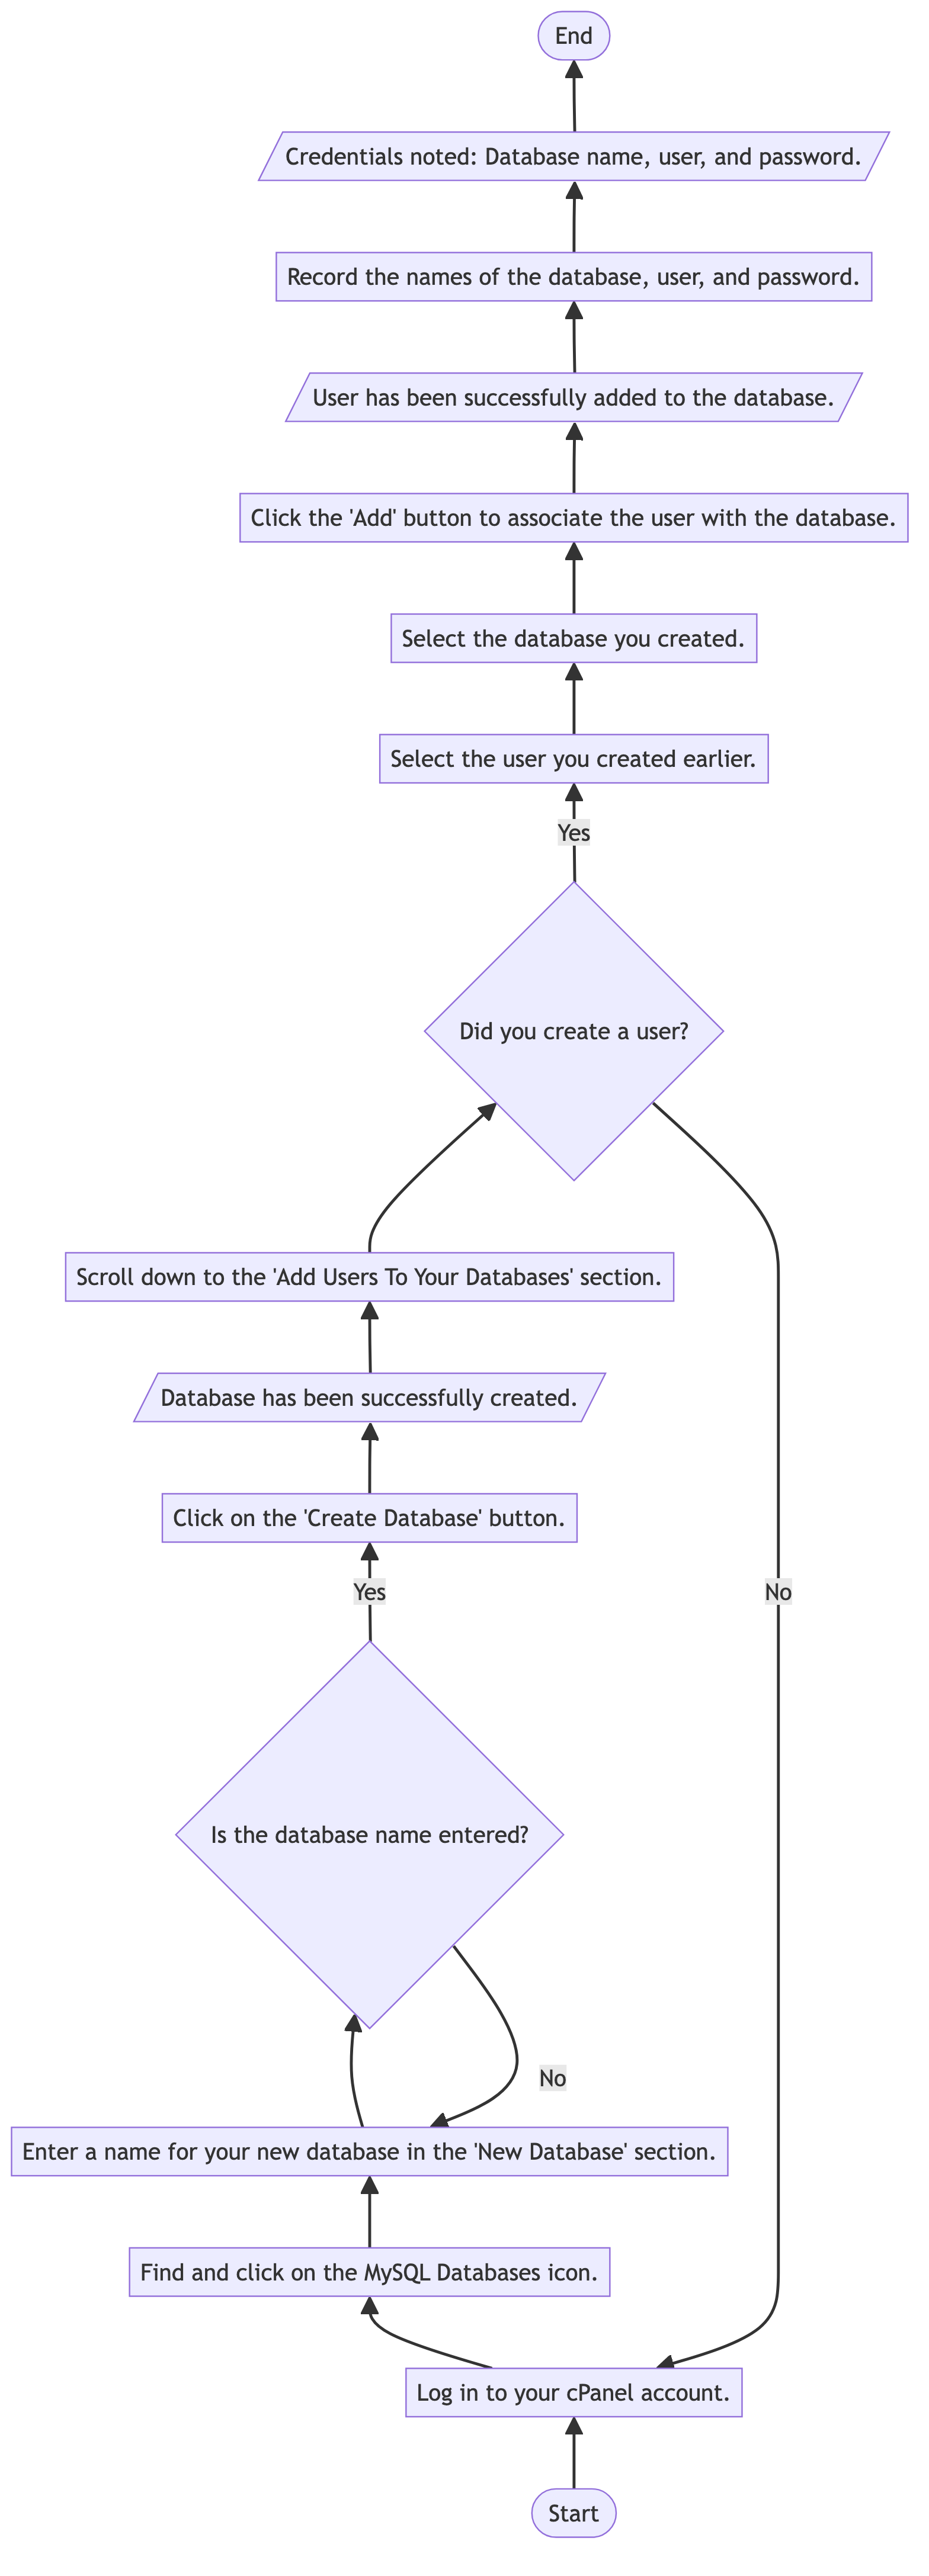 End
Credentials noted: Database name, user, and password.
Record the names of the database, user, and password.
User has been successfully added to the database.
Click the 'Add' button to associate the user with the database.
Select the database you created.
Select the user you created earlier.
Yes
Did you create a user?
Scroll down to the 'Add Users To Your Databases' section.
Database has been successfully created.
Click on the 'Create Database' button.
Yes
No
Is the database name entered?
No
Enter a name for your new database in the 'New Database' section.
Find and click on the MySQL Databases icon.
Log in to your cPanel account.
Start